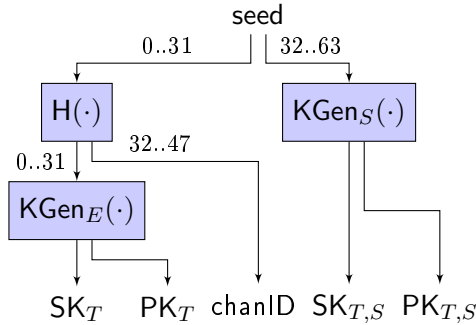 seed
0..31 32..63
H(·) KGen_S(·)
0..31 32..47
KGen_E(·)
SK_T PK_T chanID SK_{T,S} PK_{T,S}